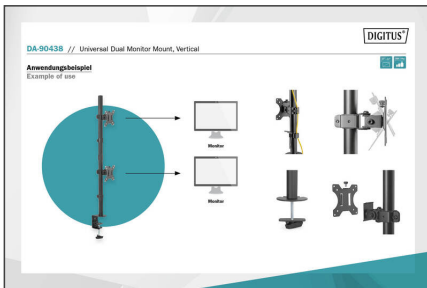 DIGITUS®
DA-90438 // Universal Dual Monitor Mount, Vertical
Anwendungsbeispiel
Example of use
Monitor
Monitor